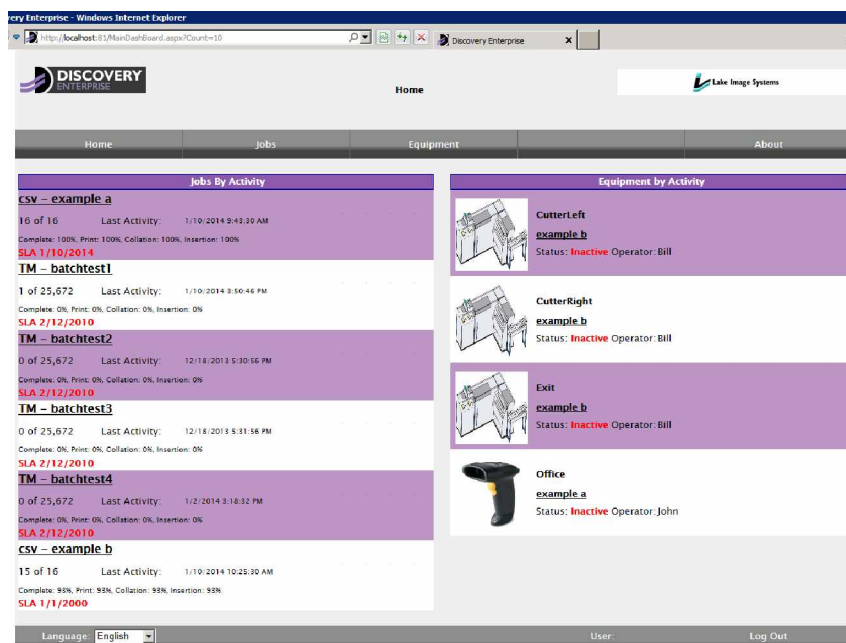 very Enterprise - Windows Internet Explorer
http://localhost:81/MainDashBoard.aspx?Count=10
Discovery Enterprise
x
DISCOVERY
ENTERPRISE
Home
Lake Image Systems
Home Jobs Equipment About
Jobs By Activity
csv – example a
16 of 16 Last Activity: 1/10/2014 9:43:30 AM
Complete: 100%, Print: 100%, Collation: 100%, Insertion: 100%
SLA 1/10/2014
TM – batchtest1
1 of 25,672 Last Activity: 1/10/2014 3:50:46 PM
Complete: 0%, Print: 0%, Collation: 0%, Insertion: 0%
SLA 2/12/2010
TM – batchtest2
0 of 25,672 Last Activity: 12/18/2013 5:30:56 PM
Complete: 0%, Print: 0%, Collation: 0%, Insertion: 0%
SLA 2/12/2010
TM – batchtest3
0 of 25,672 Last Activity: 12/18/2013 5:31:56 PM
Complete: 0%, Print: 0%, Collation: 0%, Insertion: 0%
SLA 2/12/2010
TM – batchtest4
0 of 25,672 Last Activity: 1/2/2014 3:18:32 PM
Complete: 0%, Print: 0%, Collation: 0%, Insertion: 0%
SLA 2/12/2010
csv – example b
15 of 16 Last Activity: 1/10/2014 10:25:30 AM
Complete: 93%, Print: 93%, Collation: 93%, Insertion: 93%
SLA 1/1/2000
Equipment by Activity
CutterLeft
example b
Status: Inactive Operator: Bill
CutterRight
example b
Status: Inactive Operator: Bill
Exit
example b
Status: Inactive Operator: Bill
Office
example a
Status: Inactive Operator: John
Language: English User: Log Out